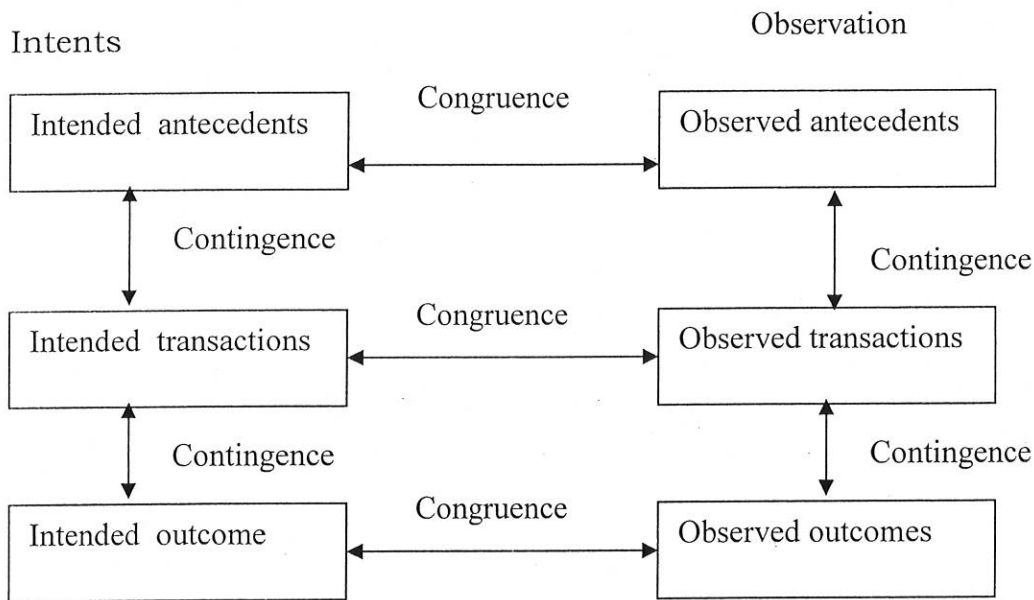 Observation
Intents
Congruence
Intended antecedents
Observed antecedents
Contingence
Contingence
Congruence
Intended transactions
Observed transactions
Contingence
Contingence
Congruence
Intended outcome
Observed outcomes